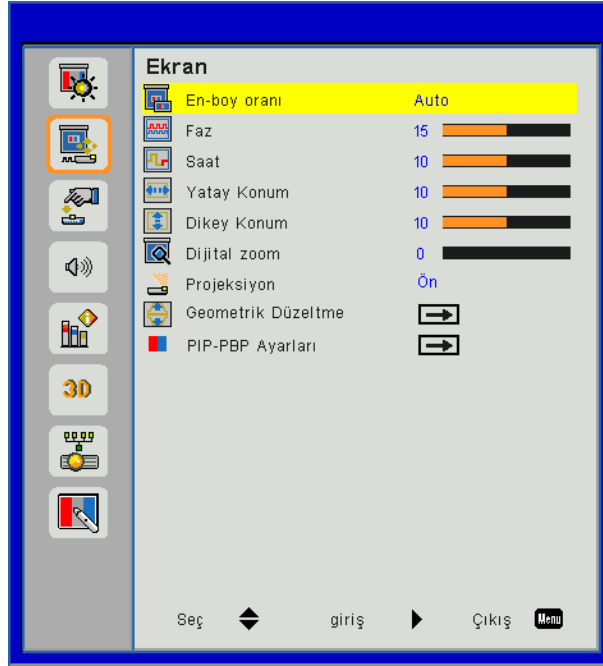 Ekran
En-boy oranı Auto
Faz 15
Saat 10
Yatay Konum 10
Dikey Konum 10
Dijital zoom 0
Projeksiyon Ön
Geometrik Düzeltme
PIP-PBP Ayarları
3D
Seç giriş Çıkış Menu